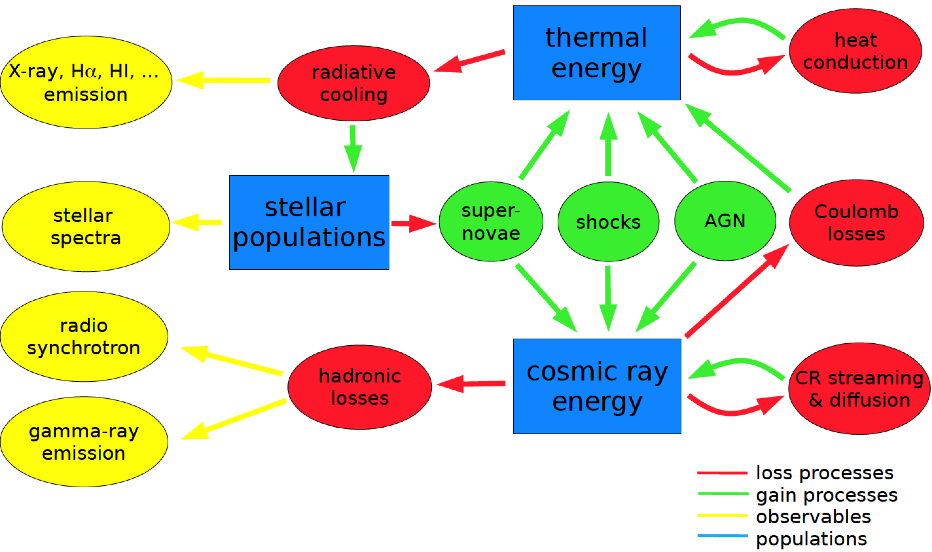 X-ray, Hα, HI, ...
emission
radiative
cooling
thermal
energy
heat
conduction
stellar
spectra
stellar
populations
super-
novae
shocks
AGN
Coulomb
losses
radio
synchrotron
gamma-ray
emission
hadronic
losses
cosmic ray
energy
CR streaming
& diffusion
loss processes
gain processes
observables
populations